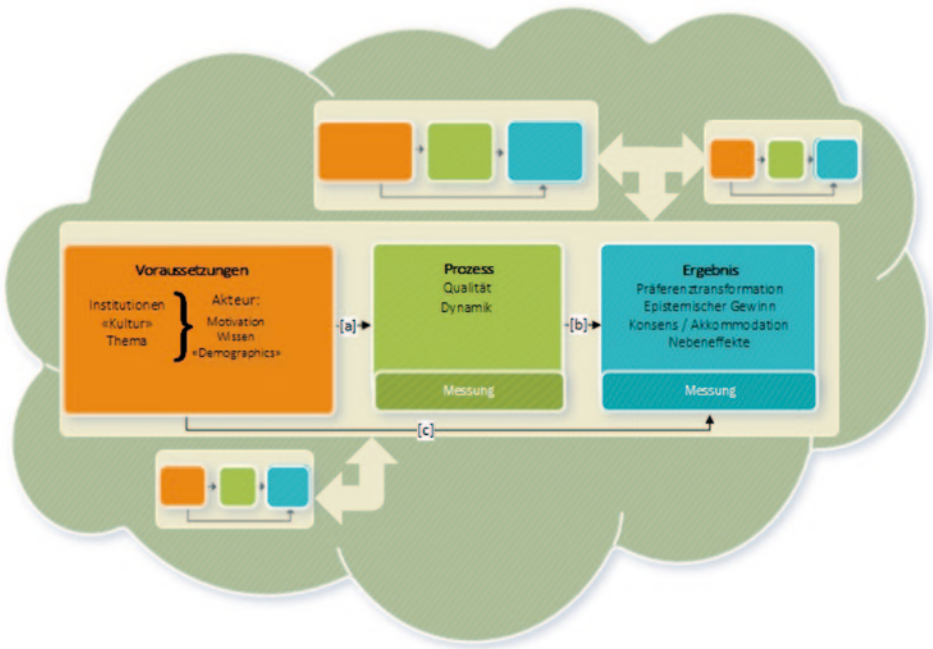 Voraussetzungen
Institutionen
«Kultur»
Thema
}
Akteur:
Motivation
Wissen
«Demographics»
[a]
Prozess
Qualität
Dynamik
Messung
[b]
Ergebnis
Präferenztransformation
Epistemischer Gewinn
Konsens / Akkommodation
Nebeneffekte
Messung
[c]